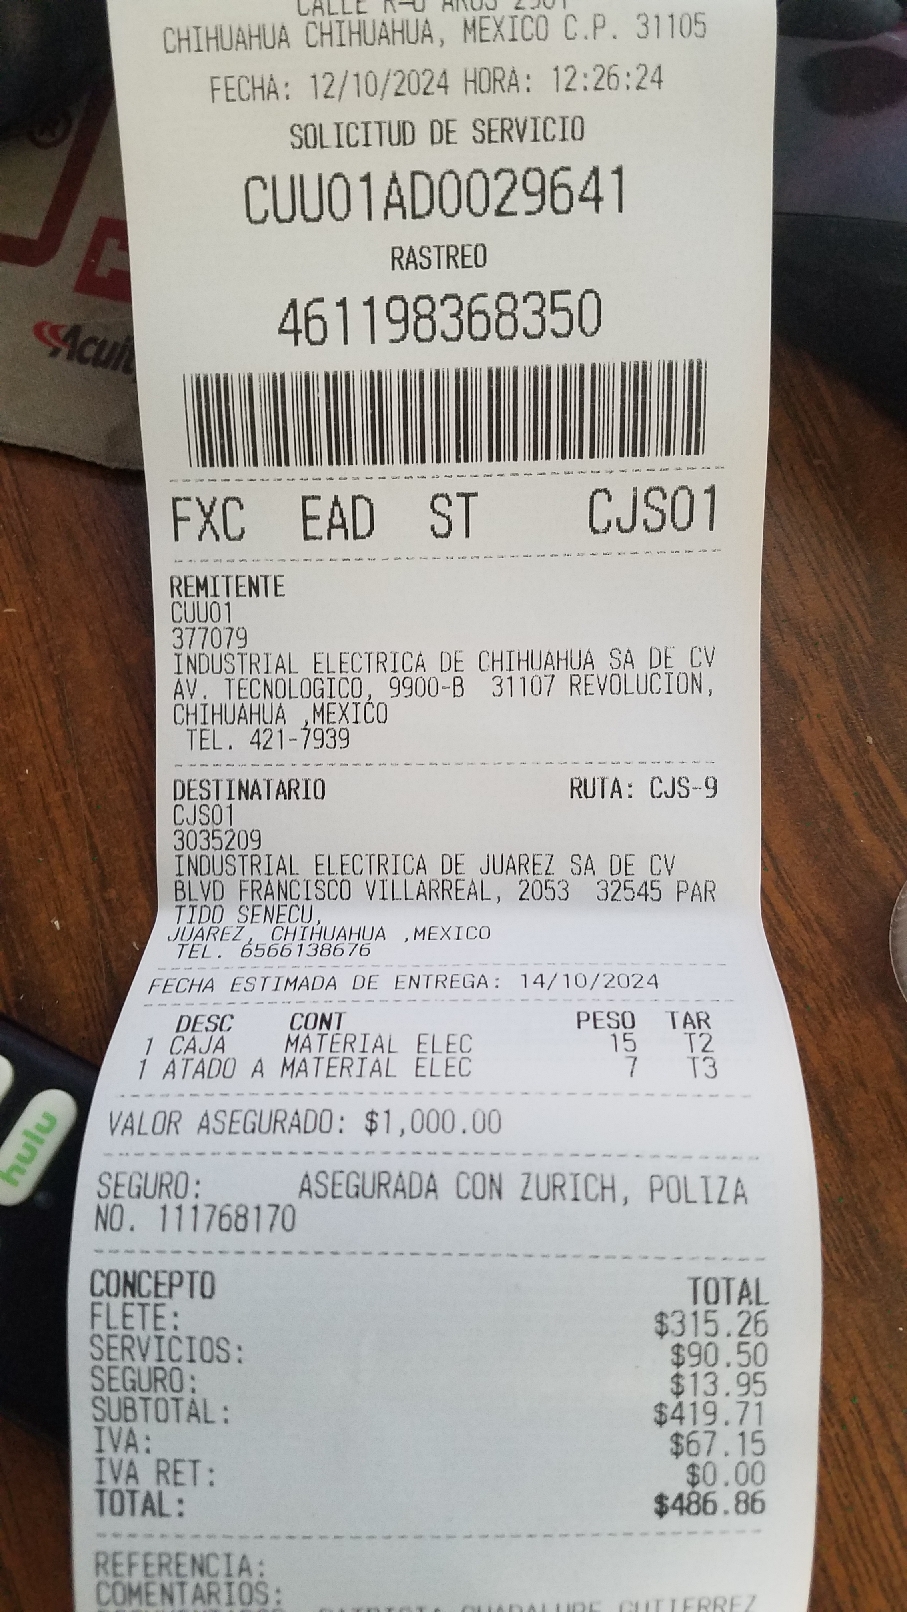 CHIHUAHUA CHIHUAHUA, MEXICO C.P. 31105
FECHA: 12/10/2024 HORA: 12:26:24
SOLICITUD DE SERVICIO
CUU01AD0029641
RASTREO
461198368350
FXC EAD ST CJS01
REMITENTE
CUU01
377079
INDUSTRIAL ELECTRICA DE CHIHUAHUA SA DE CV
AV. TECNOLOGICO, 9900-B 31107 REVOLUCION,
CHIHUAHUA ,MEXICO
TEL. 421-7939
DESTINATARIO RUTA: CJS-9
CJS01
3035209
INDUSTRIAL ELECTRICA DE JUAREZ SA DE CV
BLVD FRANCISCO VILLARREAL, 2053 32545 PAR
TIDO SENECU,
JUAREZ, CHIHUAHUA ,MEXICO
TEL. 6566138676
FECHA ESTIMADA DE ENTREGA: 14/10/2024
DESC CONT PESO TAR
1 CAJA MATERIAL ELEC 15 T2
1 ATADO A MATERIAL ELEC 7 T3
VALOR ASEGURADO: $1,000.00
SEGURO: ASEGURADA CON ZURICH, POLIZA
NO. 111768170
CONCEPTO TOTAL
FLETE: $315.26
SERVICIOS: $90.50
SEGURO: $13.95
SUBTOTAL: $419.71
IVA: $67.15
IVA RET: $0.00
TOTAL: $486.86
REFERENCIA:
COMENTARIOS:
GUADALUPE GUTIERREZ
hulu